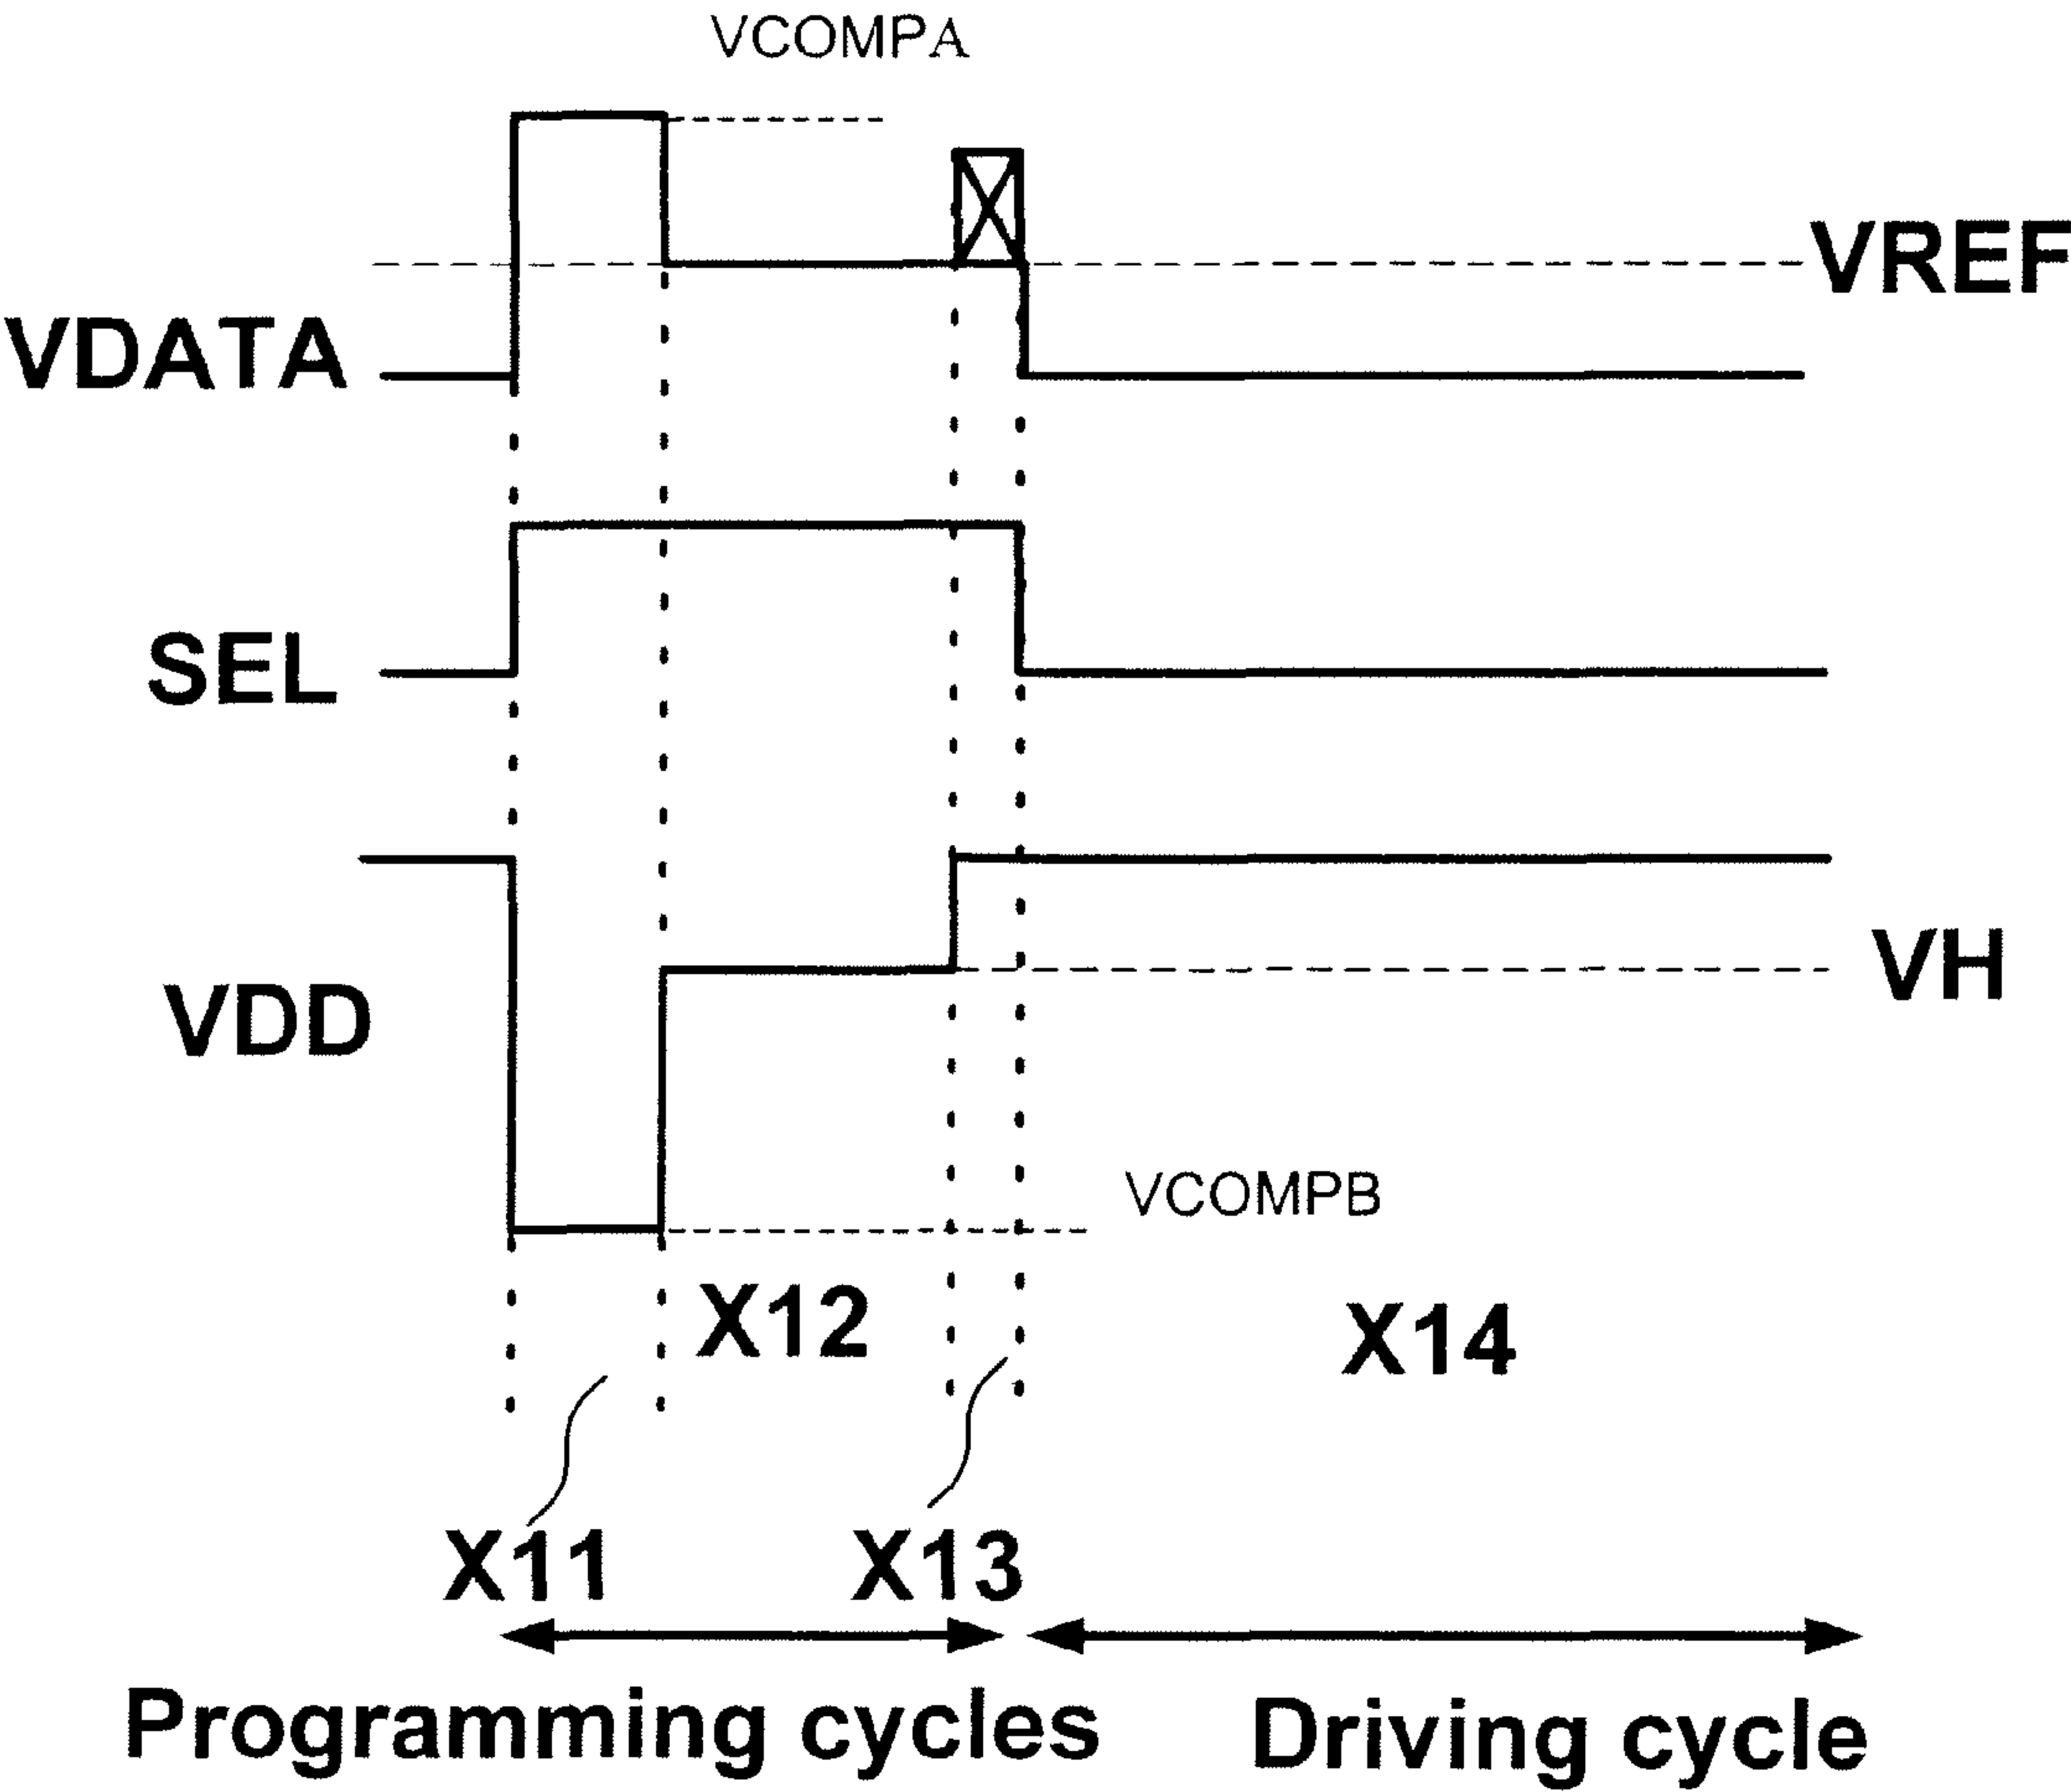 VCOMPA
VREF
VDATA
SEL
VH
VDD
VCOMPB
X12
X14
X11
X13
Programming cycles
Driving cycle